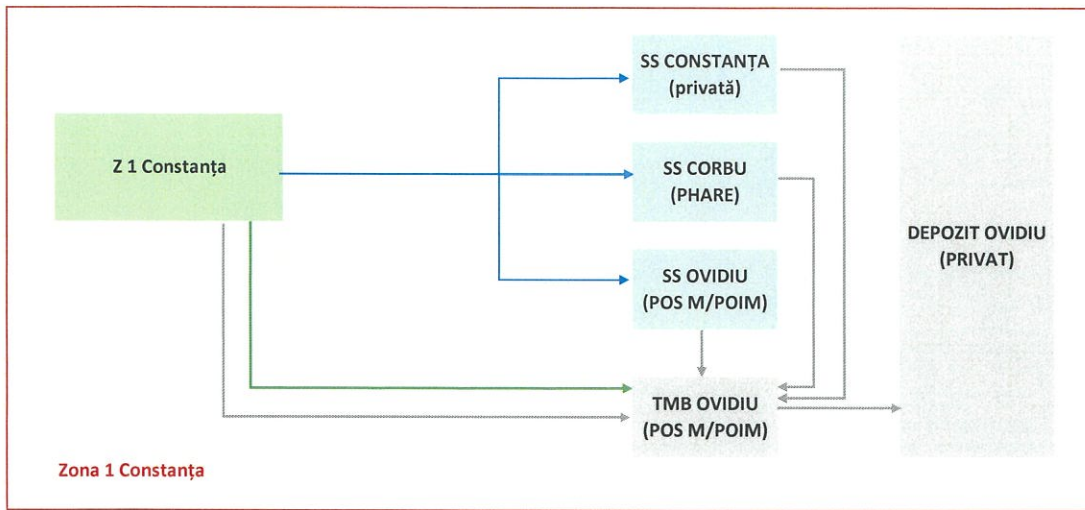 SS CONSTANȚA
(privată)
Z 1 Constanța
SS CORBU
(PHARE)
DEPOZIT OVIDIU
(PRIVAT)
SS OVIDIU
(POS M/POIM)
TMB OVIDIU
(POS M/POIM)
Zona 1 Constanța